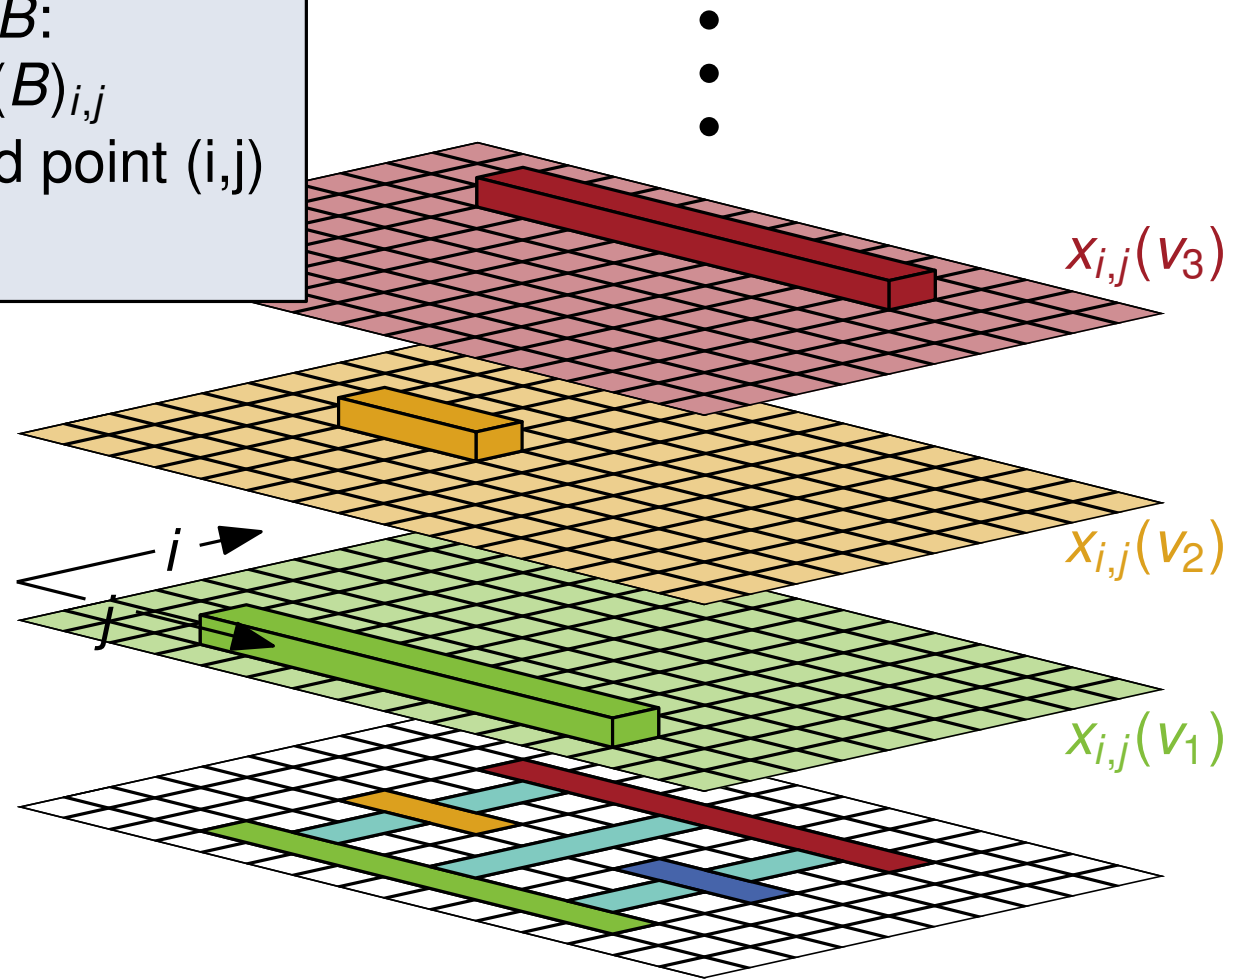 B:
(B)i,j
d point (i,j)
xi,j(v3)
xi,j(v2)
i
j
xi,j(v1)